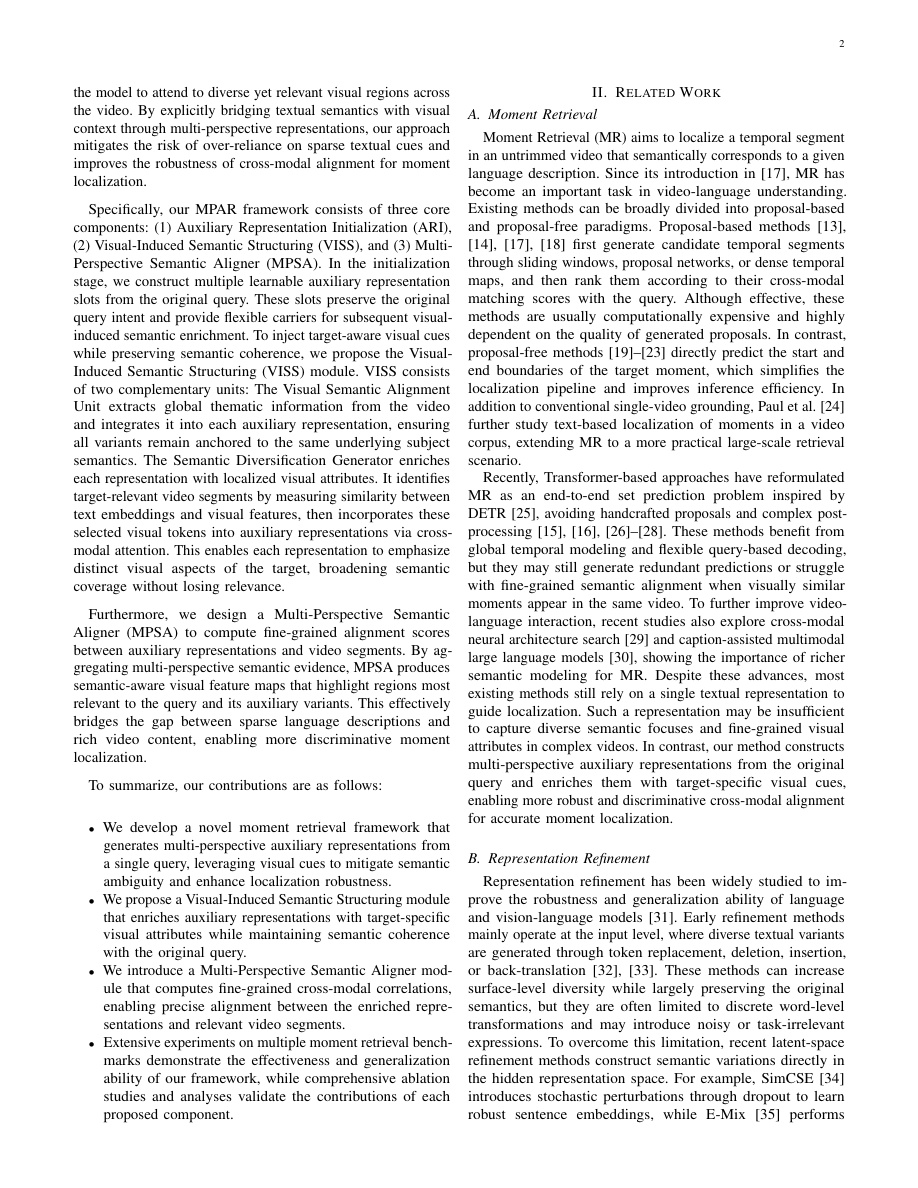 2
the model to attend to diverse yet relevant visual regions across
the video. By explicitly bridging textual semantics with visual
context through multi-perspective representations, our approach
mitigates the risk of over-reliance on sparse textual cues and
improves the robustness of cross-modal alignment for moment
localization.
Specifically, our MPAR framework consists of three core
components: (1) Auxiliary Representation Initialization (ARI),
(2) Visual-Induced Semantic Structuring (VISS), and (3) Multi-
Perspective Semantic Aligner (MPSA). In the initialization
stage, we construct multiple learnable auxiliary representation
slots from the original query. These slots preserve the original
query intent and provide flexible carriers for subsequent visual-
induced semantic enrichment. To inject target-aware visual cues
while preserving semantic coherence, we propose the Visual-
Induced Semantic Structuring (VISS) module. VISS consists
of two complementary units: The Visual Semantic Alignment
Unit extracts global thematic information from the video
and integrates it into each auxiliary representation, ensuring
all variants remain anchored to the same underlying subject
semantics. The Semantic Diversification Generator enriches
each representation with localized visual attributes. It identifies
target-relevant video segments by measuring similarity between
text embeddings and visual features, then incorporates these
selected visual tokens into auxiliary representations via cross-
modal attention. This enables each representation to emphasize
distinct visual aspects of the target, broadening semantic
coverage without losing relevance.
Furthermore, we design a Multi-Perspective Semantic
Aligner (MPSA) to compute fine-grained alignment scores
between auxiliary representations and video segments. By ag-
gregating multi-perspective semantic evidence, MPSA produces
semantic-aware visual feature maps that highlight regions most
relevant to the query and its auxiliary variants. This effectively
bridges the gap between sparse language descriptions and
rich video content, enabling more discriminative moment
localization.
To summarize, our contributions are as follows:
• We develop a novel moment retrieval framework that
generates multi-perspective auxiliary representations from
a single query, leveraging visual cues to mitigate semantic
ambiguity and enhance localization robustness.
• We propose a Visual-Induced Semantic Structuring module
that enriches auxiliary representations with target-specific
visual attributes while maintaining semantic coherence
with the original query.
• We introduce a Multi-Perspective Semantic Aligner mod-
ule that computes fine-grained cross-modal correlations,
enabling precise alignment between the enriched repre-
sentations and relevant video segments.
• Extensive experiments on multiple moment retrieval bench-
marks demonstrate the effectiveness and generalization
ability of our framework, while comprehensive ablation
studies and analyses validate the contributions of each
proposed component.
II. RELATED WORK
A. Moment Retrieval
Moment Retrieval (MR) aims to localize a temporal segment
in an untrimmed video that semantically corresponds to a given
language description. Since its introduction in [17], MR has
become an important task in video-language understanding.
Existing methods can be broadly divided into proposal-based
and proposal-free paradigms. Proposal-based methods [13],
[14], [17], [18] first generate candidate temporal segments
through sliding windows, proposal networks, or dense temporal
maps, and then rank them according to their cross-modal
matching scores with the query. Although effective, these
methods are usually computationally expensive and highly
dependent on the quality of generated proposals. In contrast,
proposal-free methods [19]–[23] directly predict the start and
end boundaries of the target moment, which simplifies the
localization pipeline and improves inference efficiency. In
addition to conventional single-video grounding, Paul et al. [24]
further study text-based localization of moments in a video
corpus, extending MR to a more practical large-scale retrieval
scenario.
Recently, Transformer-based approaches have reformulated
MR as an end-to-end set prediction problem inspired by
DETR [25], avoiding handcrafted proposals and complex post-
processing [15], [16], [26]–[28]. These methods benefit from
global temporal modeling and flexible query-based decoding,
but they may still generate redundant predictions or struggle
with fine-grained semantic alignment when visually similar
moments appear in the same video. To further improve video-
language interaction, recent studies also explore cross-modal
neural architecture search [29] and caption-assisted multimodal
large language models [30], showing the importance of richer
semantic modeling for MR. Despite these advances, most
existing methods still rely on a single textual representation to
guide localization. Such a representation may be insufficient
to capture diverse semantic focuses and fine-grained visual
attributes in complex videos. In contrast, our method constructs
multi-perspective auxiliary representations from the original
query and enriches them with target-specific visual cues,
enabling more robust and discriminative cross-modal alignment
for accurate moment localization.
B. Representation Refinement
Representation refinement has been widely studied to im-
prove the robustness and generalization ability of language
and vision-language models [31]. Early refinement methods
mainly operate at the input level, where diverse textual variants
are generated through token replacement, deletion, insertion,
or back-translation [32], [33]. These methods can increase
surface-level diversity while largely preserving the original
semantics, but they are often limited to discrete word-level
transformations and may introduce noisy or task-irrelevant
expressions. To overcome this limitation, recent latent-space
refinement methods construct semantic variations directly in
the hidden representation space. For example, SimCSE [34]
introduces stochastic perturbations through dropout to learn
robust sentence embeddings, while E-Mix [35] performs